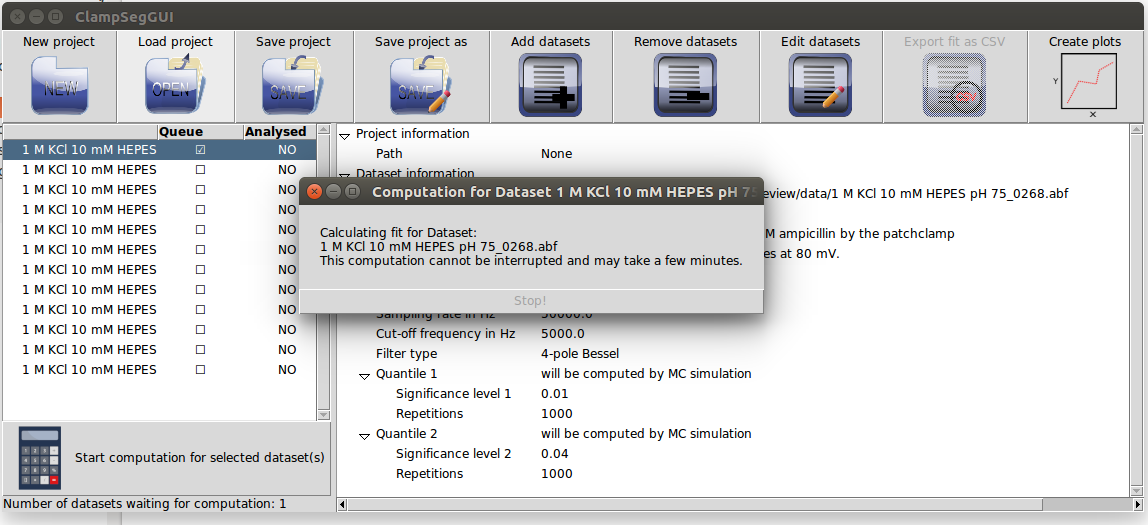 ClampSegGUI
New project Load project Save project Save project as Add datasets Remove datasets Edit datasets Export fit as CSV Create plots
NEW OPEN SAVE SAVE CSV Y X
Queue Analysed
1 M KCl 10 mM HEPES ☑ NO
1 M KCl 10 mM HEPES ☐ NO
1 M KCl 10 mM HEPES ☐ NO
1 M KCl 10 mM HEPES ☐ NO
1 M KCl 10 mM HEPES ☐ NO
1 M KCl 10 mM HEPES ☐ NO
1 M KCl 10 mM HEPES ☐ NO
1 M KCl 10 mM HEPES ☐ NO
1 M KCl 10 mM HEPES ☐ NO
1 M KCl 10 mM HEPES ☐ NO
1 M KCl 10 mM HEPES ☐ NO
1 M KCl 10 mM HEPES ☐ NO
Start computation for selected dataset(s)
Number of datasets waiting for computation: 1
Project information
Path None
Dataset information
eview/data/1 M KCl 10 mM HEPES pH 75_0268.abf
M ampicillin by the patchclamp
es at 80 mV.
Computation for Dataset 1 M KCl 10 mM HEPES pH 75
Calculating fit for Dataset:
1 M KCl 10 mM HEPES pH 75_0268.abf
This computation cannot be interrupted and may take a few minutes.
Stop!
Sampling rate in Hz 50000.0
Cut-off frequency in Hz 5000.0
Filter type 4-pole Bessel
Quantile 1 will be computed by MC simulation
Significance level 1 0.01
Repetitions 1000
Quantile 2 will be computed by MC simulation
Significance level 2 0.04
Repetitions 1000